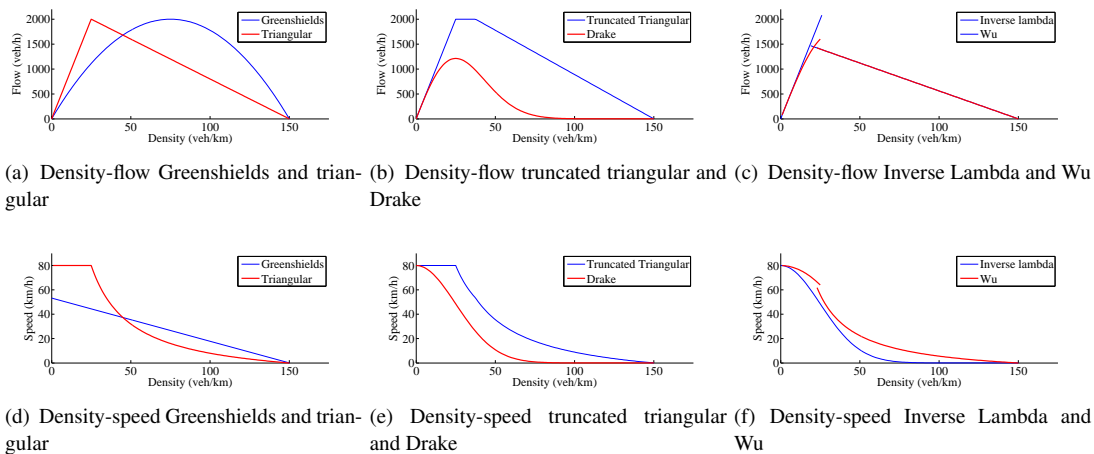 Flow (veh/h)
2000
1500
1000
500
0
0 50 100 150
Density (veh/km)
Greenshields
Triangular
Flow (veh/h)
2000
1500
1000
500
0
0 50 100 150
Density (veh/km)
Truncated Triangular
Drake
Flow (veh/h)
2000
1500
1000
500
0
0 50 100 150
Density (veh/km)
Inverse lambda
Wu
(a) Density-flow Greenshields and trian-
gular
(b) Density-flow truncated triangular and
Drake
(c) Density-flow Inverse Lambda and Wu
Speed (km/h)
80
60
40
20
0
0 50 100 150
Density (veh/km)
Greenshields
Triangular
Speed (km/h)
80
60
40
20
0
0 50 100 150
Density (veh/km)
Truncated Triangular
Drake
Speed (km/h)
80
60
40
20
0
0 50 100 150
Density (veh/km)
Inverse lambda
Wu
(d) Density-speed Greenshields and trian-
gular
(e) Density-speed truncated triangular
and Drake
(f) Density-speed Inverse Lambda and
Wu